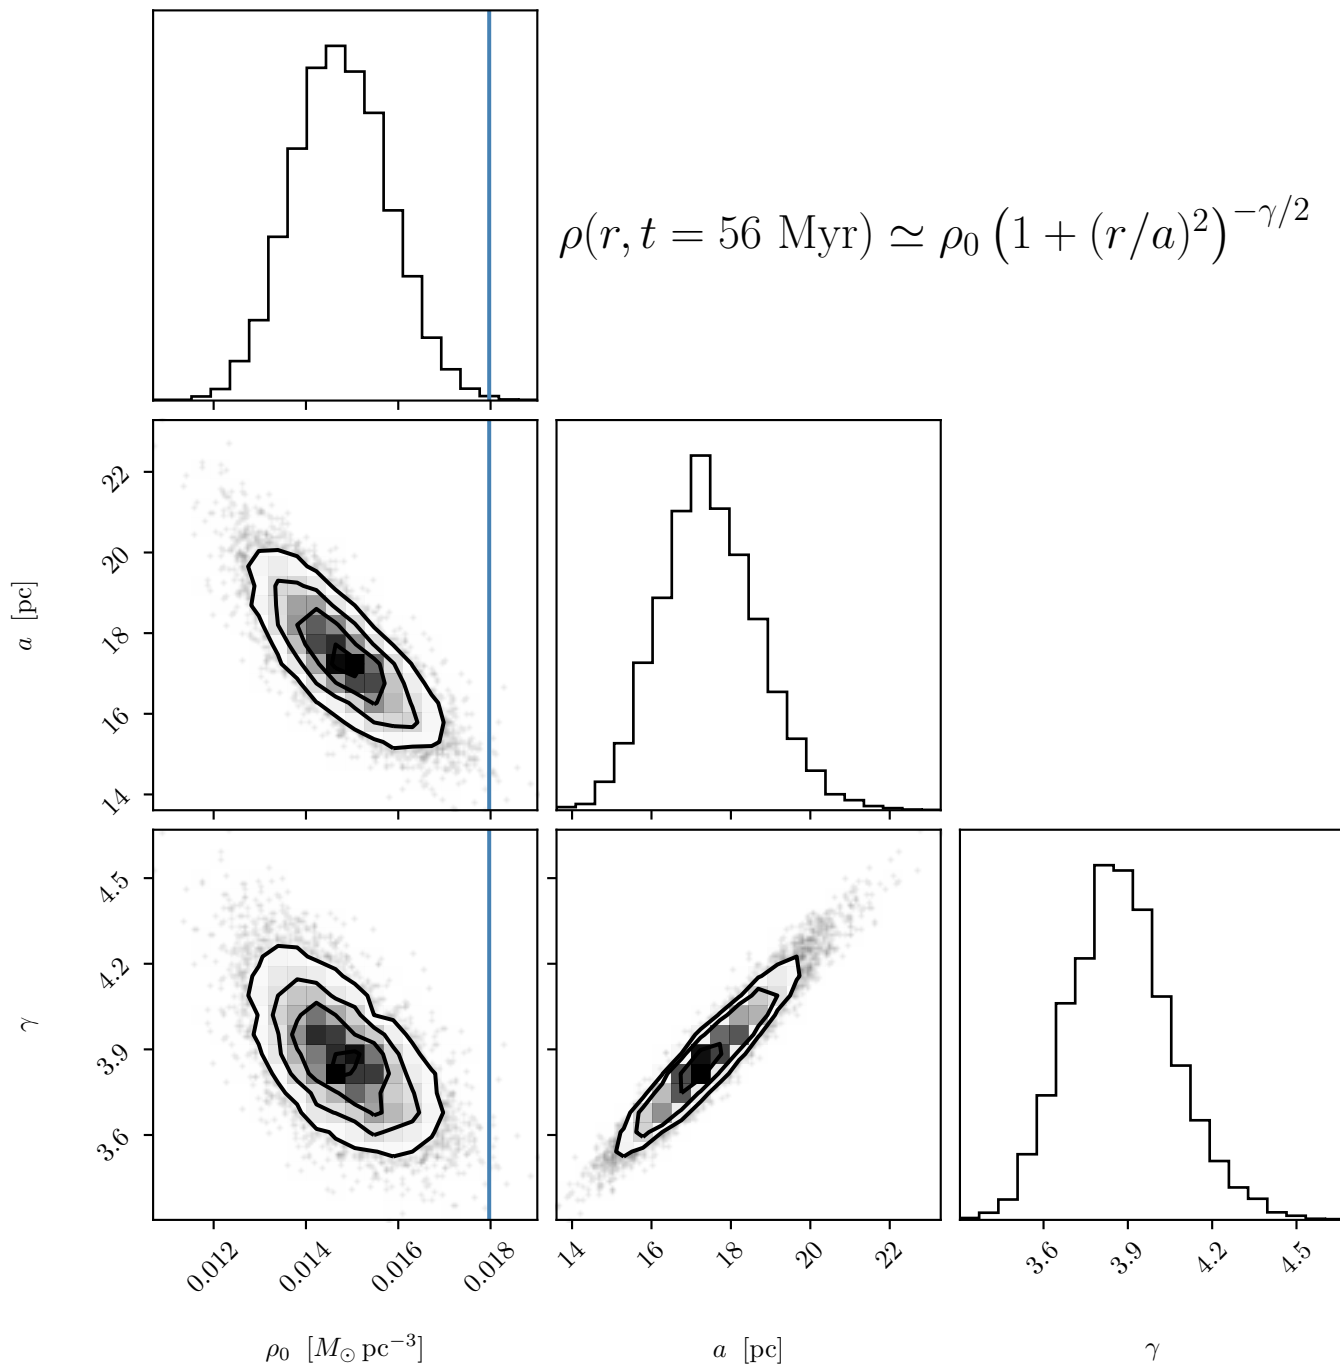 ρ(r, t = 56 Myr) ≃ ρ₀ (1 + (r/a)²)^{−γ/2}
22
20
18
16
14
a [pc]
4.5
4.2
3.9
3.6
γ
0.012 0.014 0.016 0.018
14 16 18 20 22
3.6 3.9 4.2 4.5
ρ₀ [M⊙ pc⁻³]
a [pc]
γ